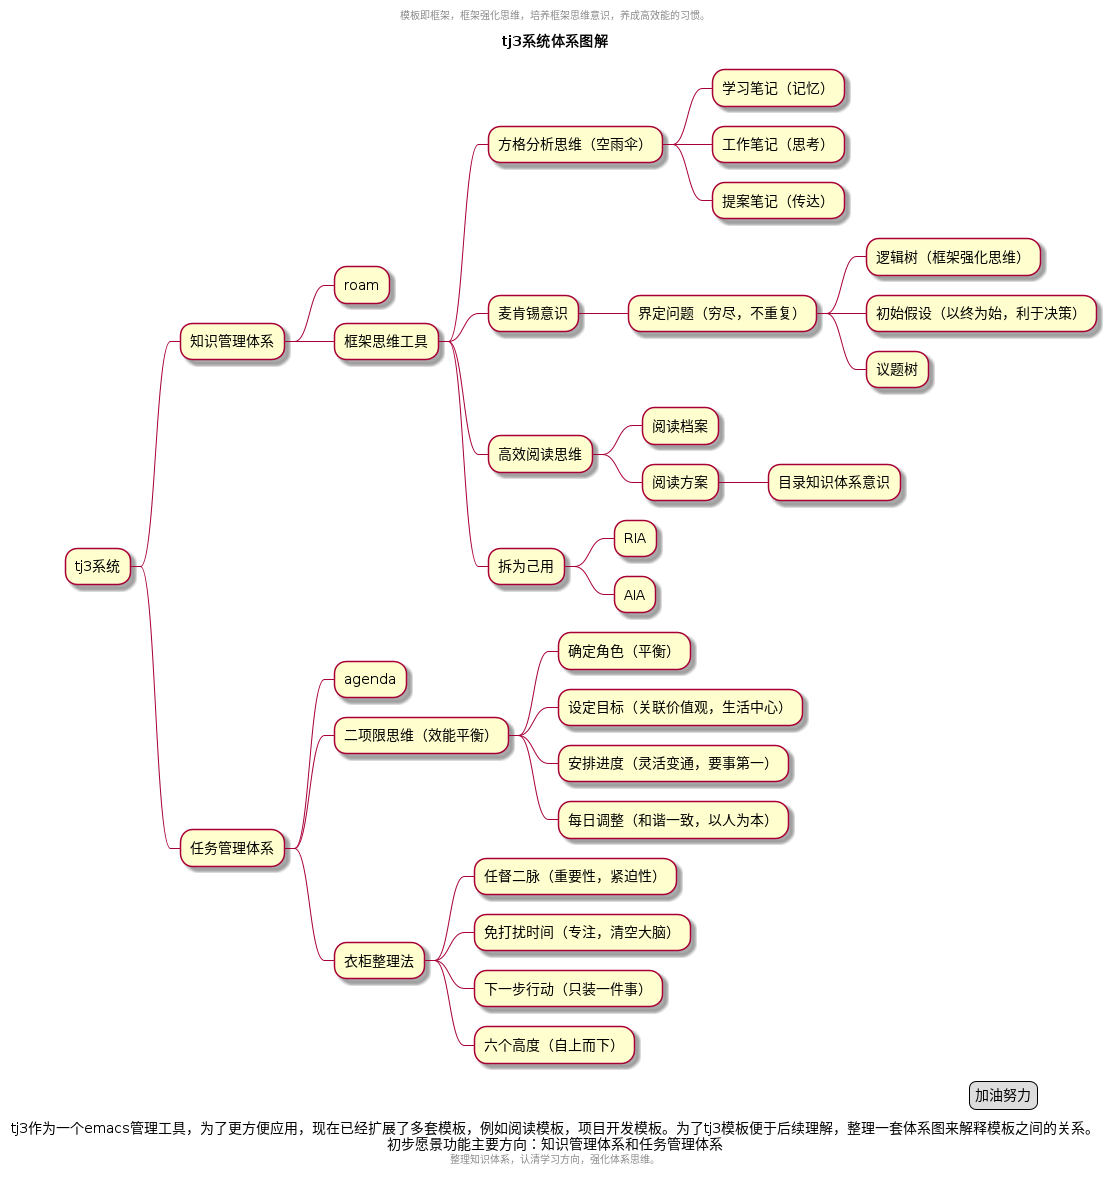 模板即框架，框架强化思维，培养框架思维意识，养成高效能的习惯。
tj3系统体系图解
tj3系统
知识管理体系
roam
框架思维工具
方格分析思维（空雨伞）
学习笔记（记忆）
工作笔记（思考）
提案笔记（传达）
麦肯锡意识
界定问题（穷尽，不重复）
逻辑树（框架强化思维）
初始假设（以终为始，利于决策）
议题树
高效阅读思维
阅读档案
阅读方案
目录知识体系意识
拆为己用
RIA
AIA
任务管理体系
agenda
二项限思维（效能平衡）
确定角色（平衡）
设定目标（关联价值观，生活中心）
安排进度（灵活变通，要事第一）
每日调整（和谐一致，以人为本）
衣柜整理法
任督二脉（重要性，紧迫性）
免打扰时间（专注，清空大脑）
下一步行动（只装一件事）
六个高度（自上而下）
加油努力
tj3作为一个emacs管理工具，为了更方便应用，现在已经扩展了多套模板，例如阅读模板，项目开发模板。为了tj3模板便于后续理解，整理一套体系图来解释模板之间的关系。
初步愿景功能主要方向：知识管理体系和任务管理体系
整理知识体系，认清学习方向，强化体系思维。